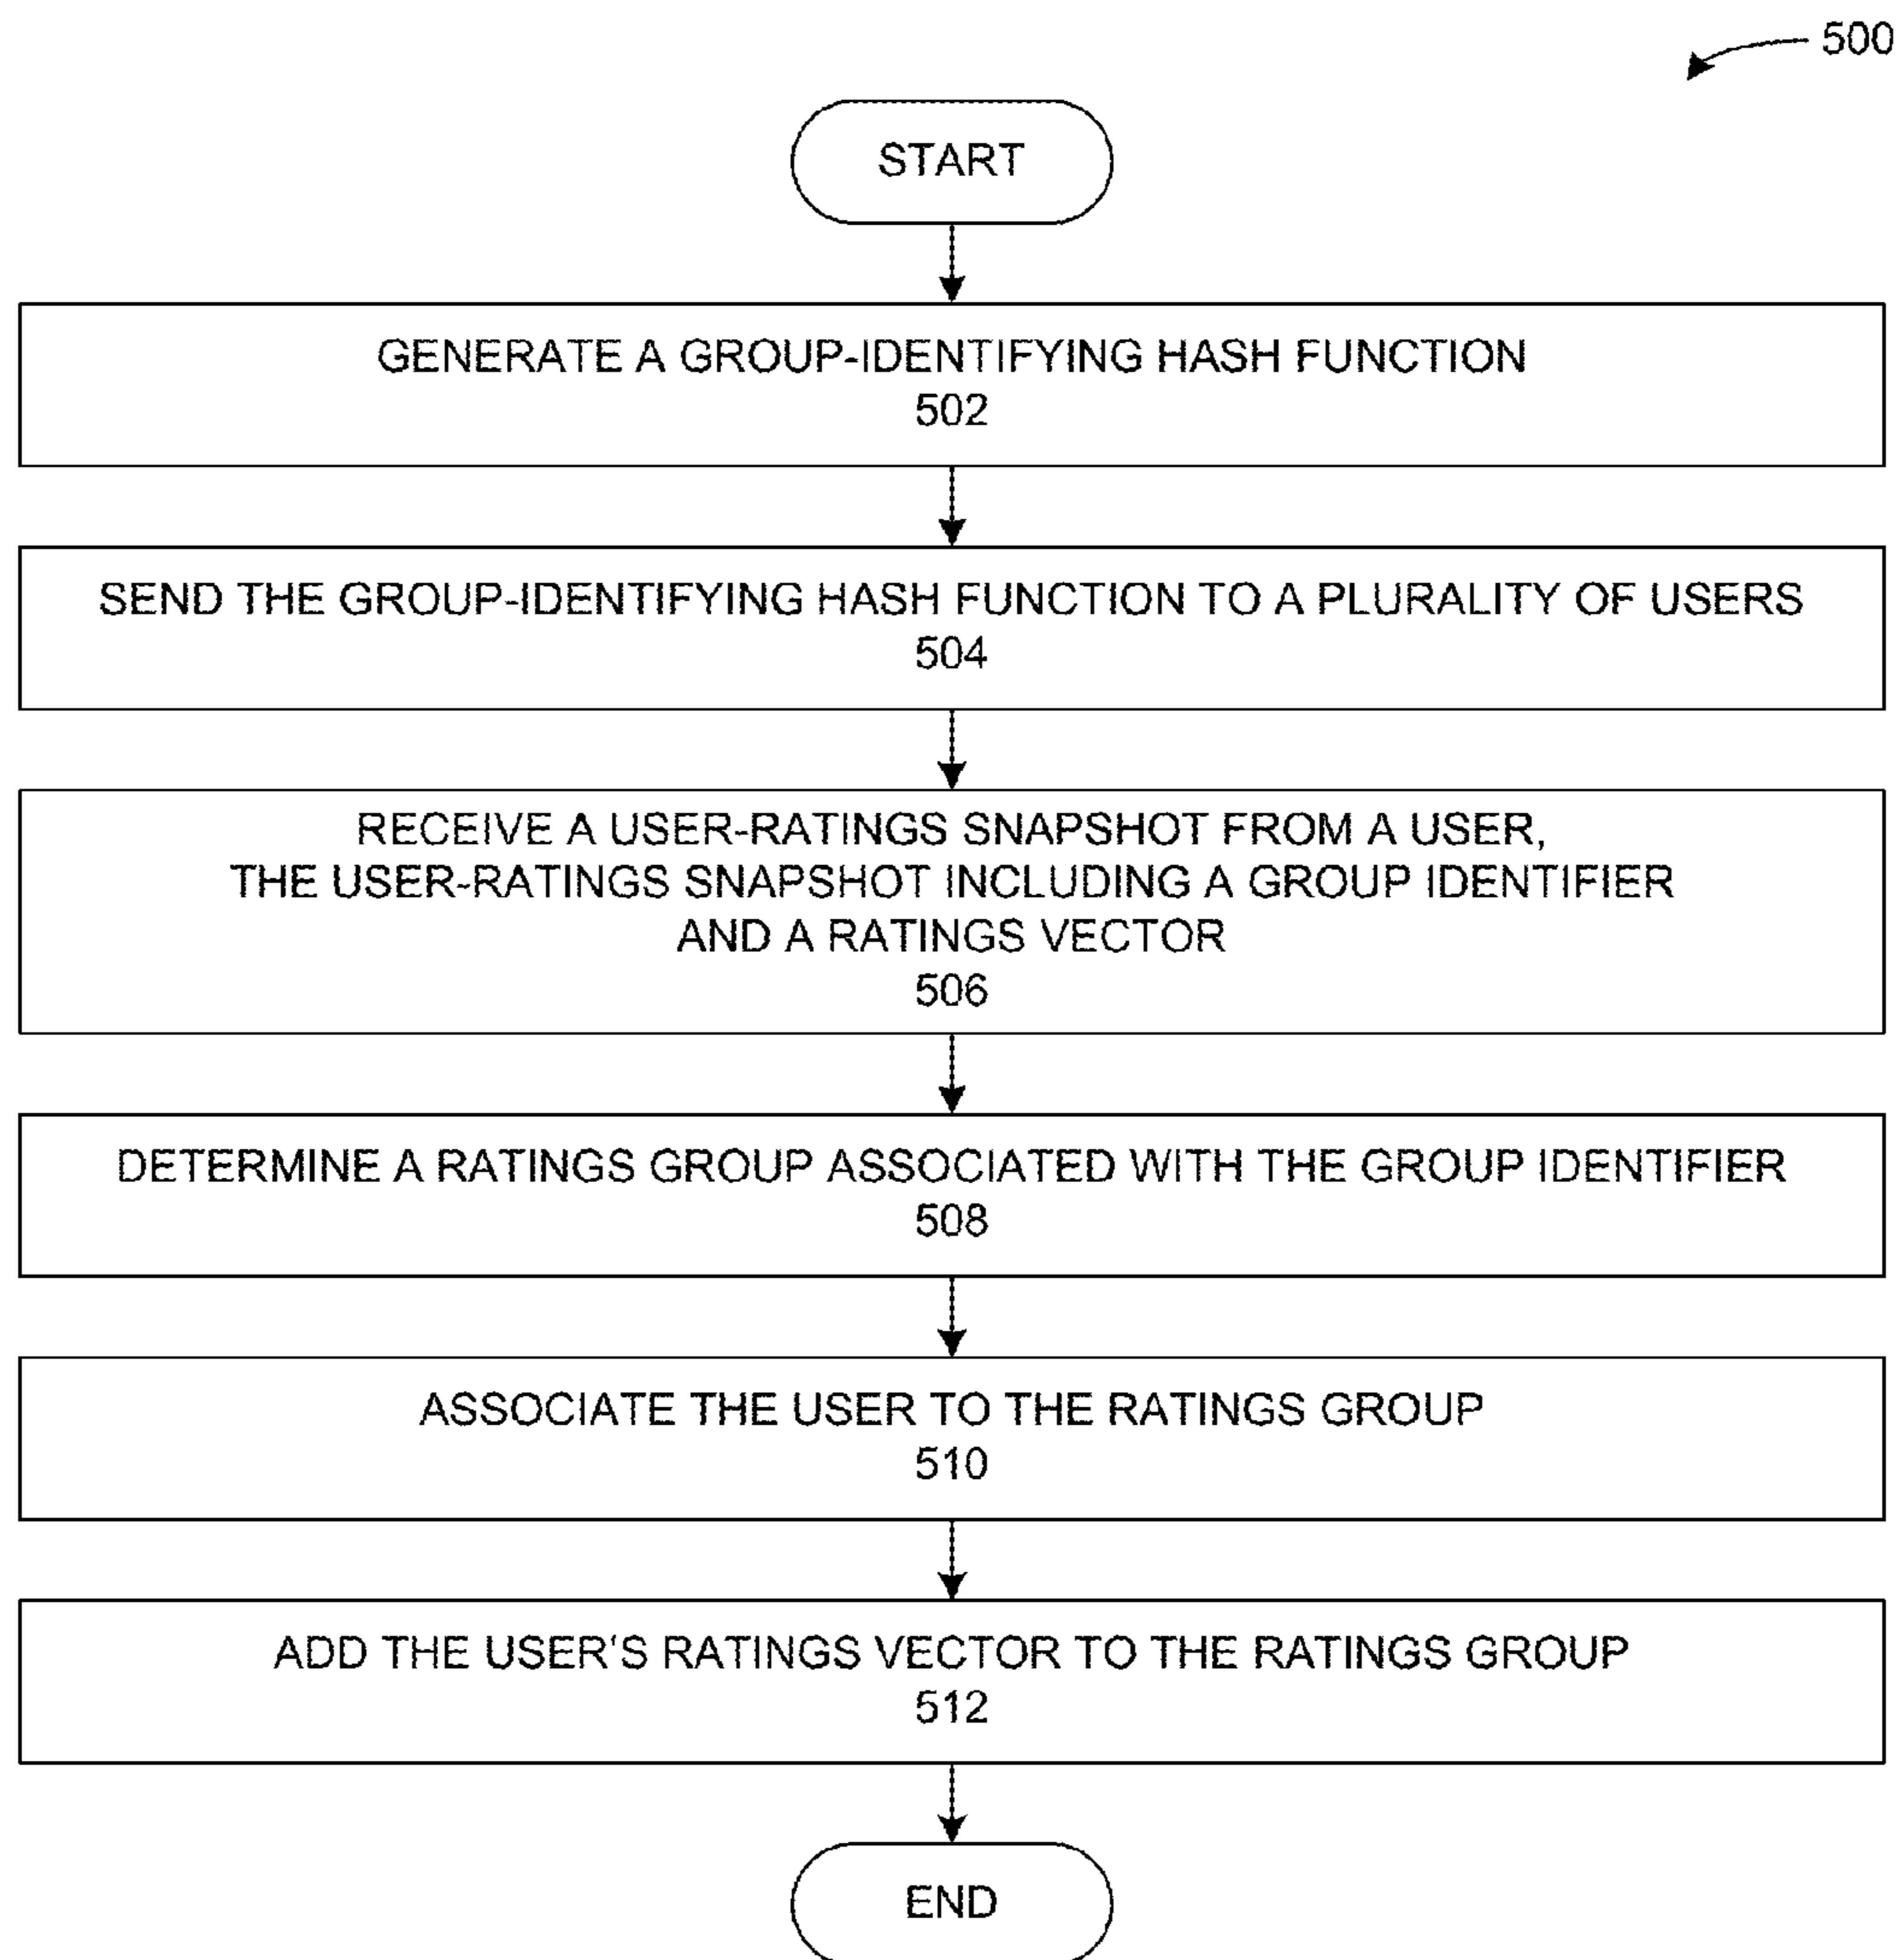 500
START
GENERATE A GROUP-IDENTIFYING HASH FUNCTION
502
SEND THE GROUP-IDENTIFYING HASH FUNCTION TO A PLURALITY OF USERS
504
RECEIVE A USER-RATINGS SNAPSHOT FROM A USER,
THE USER-RATINGS SNAPSHOT INCLUDING A GROUP IDENTIFIER
AND A RATINGS VECTOR
506
DETERMINE A RATINGS GROUP ASSOCIATED WITH THE GROUP IDENTIFIER
508
ASSOCIATE THE USER TO THE RATINGS GROUP
510
ADD THE USER'S RATINGS VECTOR TO THE RATINGS GROUP
512
END